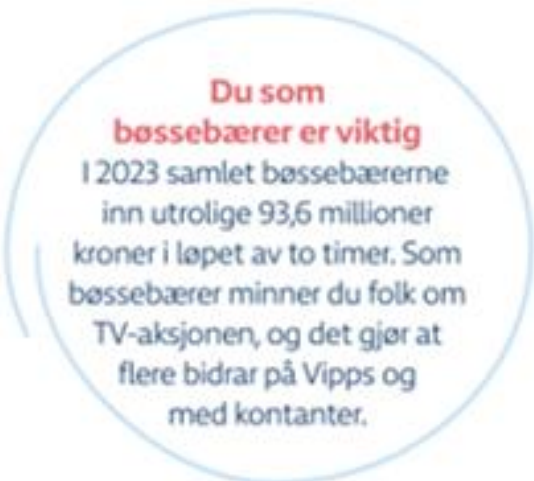 Du som
bøssebærer er viktig
I 2023 samlet bøssebærerne
inn utrolige 93,6 millioner
kroner i løpet av to timer. Som
bøssebærer minner du folk om
TV-aksjonen, og det gjør at
flere bidrar på Vipps og
med kontanter.